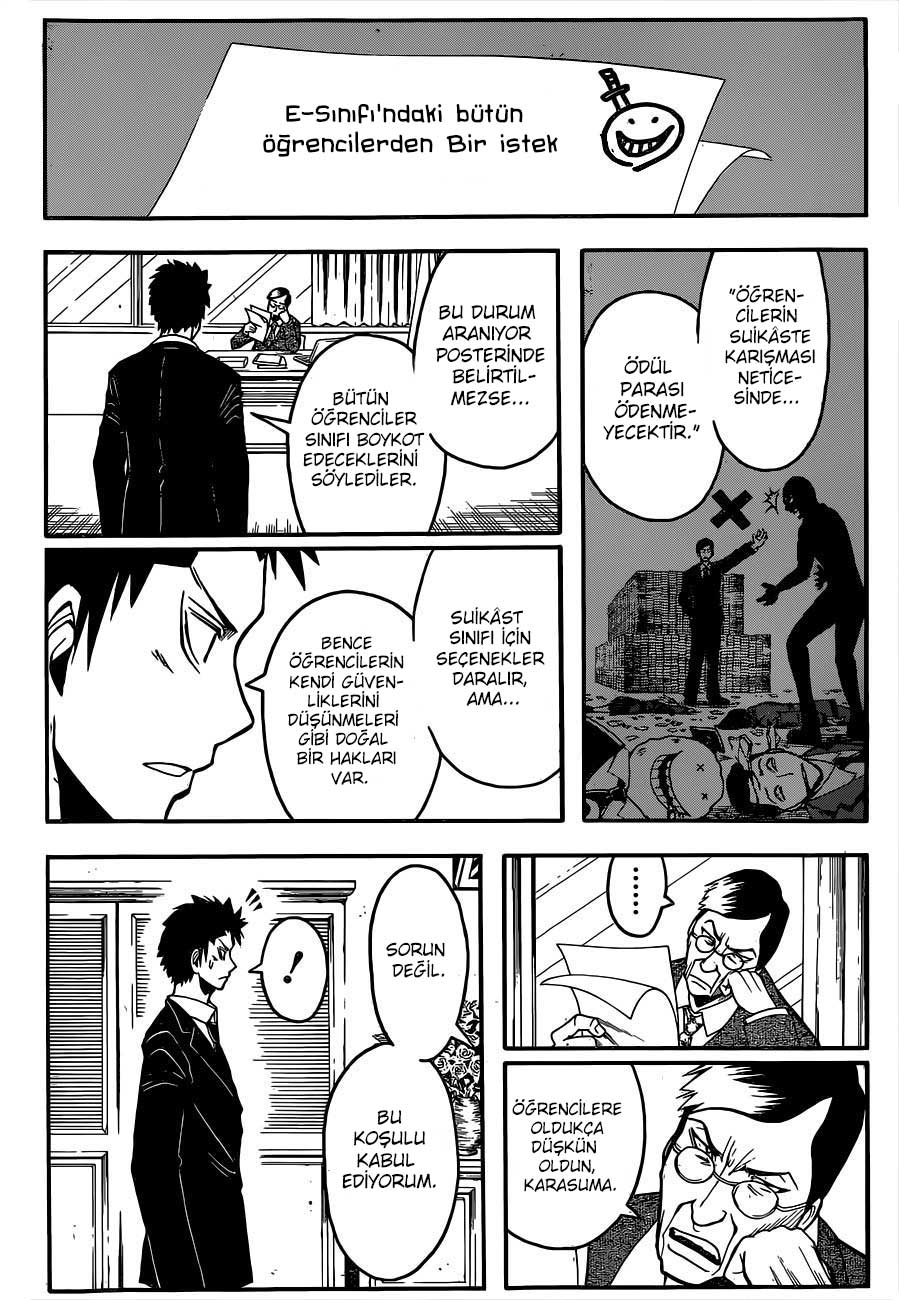 E-Sınıfı'ndaki bütün
öğrencilerden Bir istek
"ÖĞREN-
CİLERİN
SUİKÂSTE
KARIŞMASI
NETİCE-
SİNDE...
ÖDÜL
PARASI
ÖDENME-
YECEKTİR."
BU DURUM
ARANIYOR
POSTERİNDE
BELİRTİL-
MEZSE...
BÜTÜN
ÖĞRENCİLER
SINIFI BOYKOT
EDECEKLERİNİ
SÖYLEDİLER.
SUİKÂST
SINIFI İÇİN
SEÇENEKLER
DARALIR,
AMA...
BENCE
ÖĞRENCİLERİN
KENDİ GÜVEN-
LİKLERİNİ
DÜŞÜNMELERİ
GİBİ DOĞAL
BİR HAKLARI
VAR.
......
ÖĞRENCİLERE
OLDUKÇA
DÜŞKÜN
OLDUN,
KARASUMA.
SORUN
DEĞİL.
BU
KOŞULU
KABUL
EDİYORUM.
!